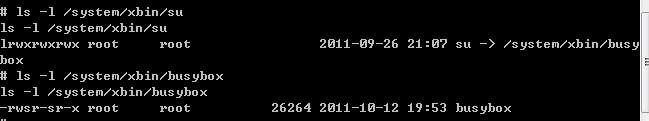 # ls -l /system/xbin/su
ls -l /system/xbin/su
lrwxrwxrwx root     root              2011-09-26 21:07 su -> /system/xbin/busy
box
# ls -l /system/xbin/busybox
ls -l /system/xbin/busybox
-rwsr-sr-x root     root        26264 2011-10-12 19:53 busybox
#